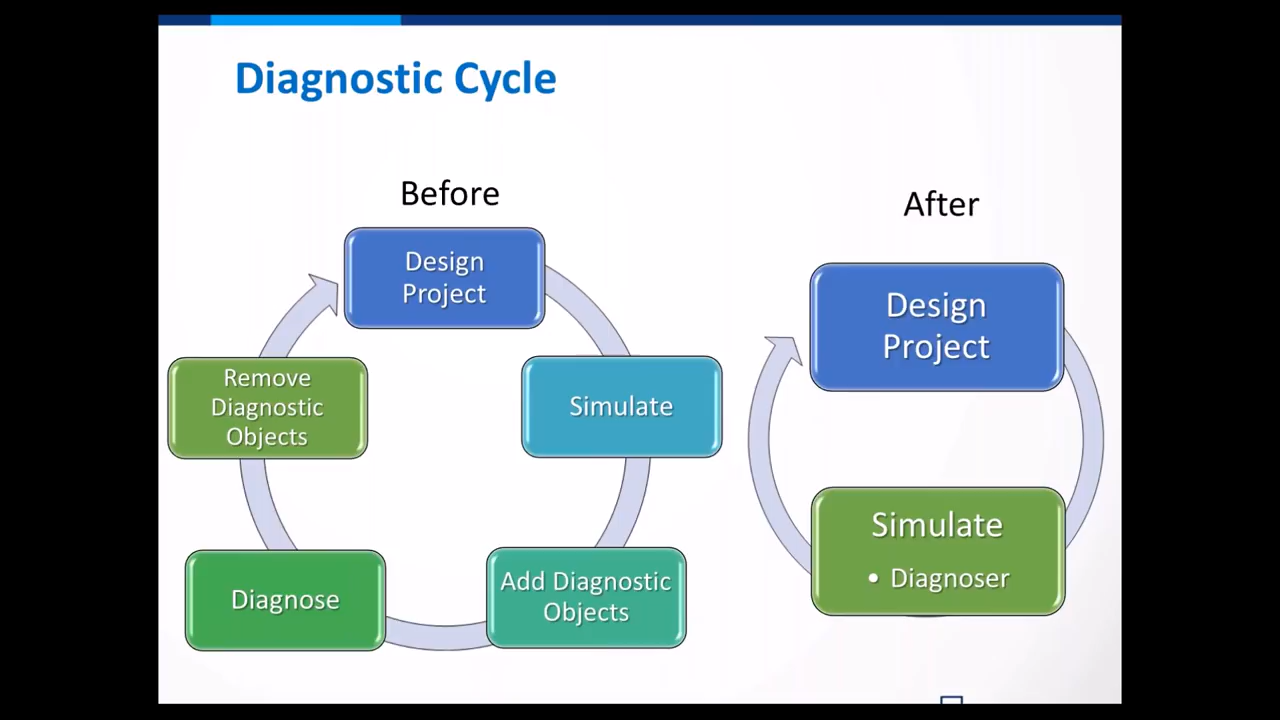 Diagnostic Cycle
Before
Design
Project
Simulate
Add Diagnostic
Objects
Diagnose
Remove
Diagnostic
Objects
After
Design
Project
Simulate
• Diagnoser